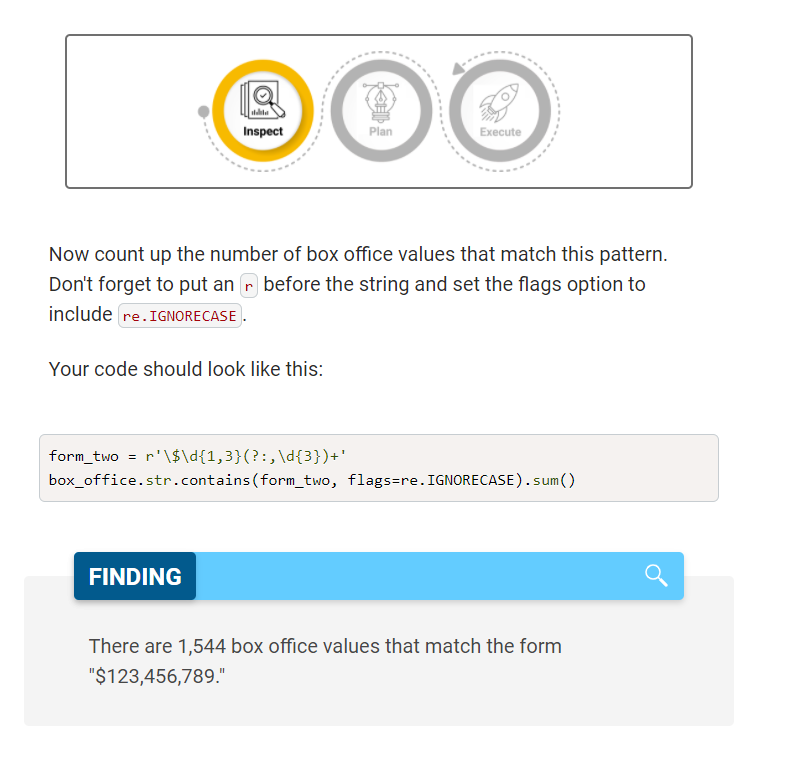 Inspect
Plan
Execute
Now count up the number of box office values that match this pattern.
Don't forget to put an r before the string and set the flags option to
include re.IGNORECASE.
Your code should look like this:
form_two = r'\$\d{1,3}(?:,\d{3})+'
box_office.str.contains(form_two, flags=re.IGNORECASE).sum()
FINDING
There are 1,544 box office values that match the form
"$123,456,789."